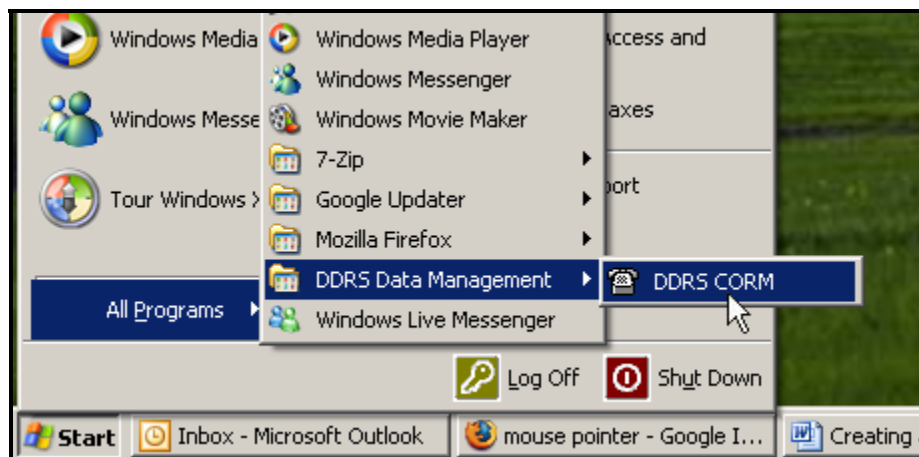 Windows Media
Windows Messe
Tour Windows
All Programs
Windows Media Player
Windows Messenger
Windows Movie Maker
7-Zip
Google Updater
Mozilla Firefox
DDRS Data Management
Windows Live Messenger
DDRS CORM
Access and
axes
port
Log Off
Shut Down
Start
Inbox - Microsoft Outlook
mouse pointer - Google I...
Creating